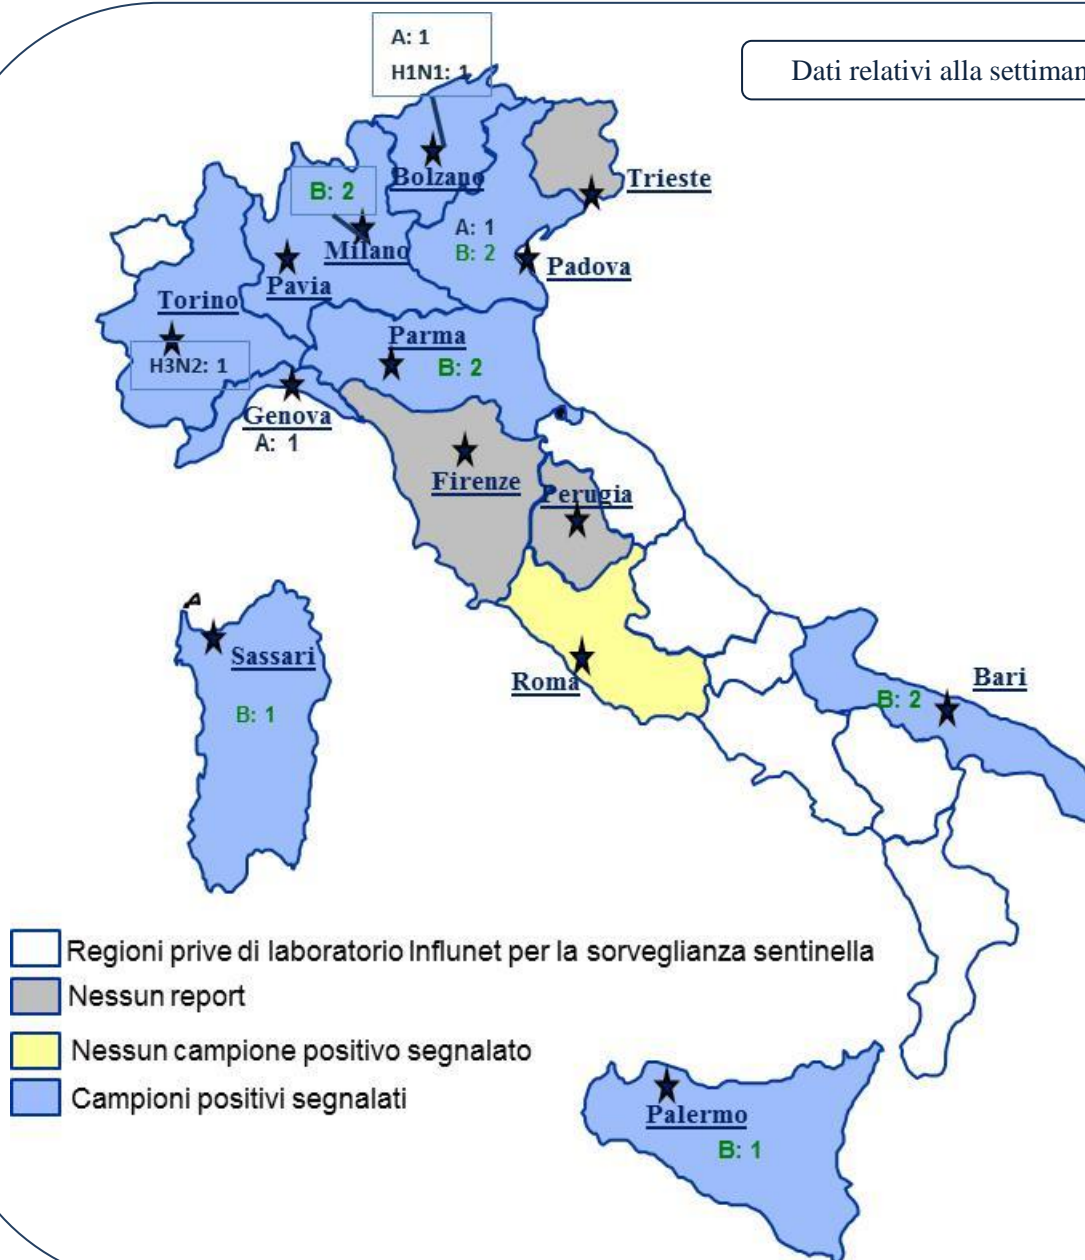 A: 1
H1N1: 1
Dati relativi alla settiman
Bolzano
Trieste
B: 2
Milano
A: 1
B: 2
Padova
Pavia
Torino
H3N2: 1
Parma
B: 2
Genova
A: 1
Firenze
Perugia
A
Sassari
B: 1
Roma
Bari
B: 2
Regioni prive di laboratorio Influnet per la sorveglianza sentinella
Nessun report
Nessun campione positivo segnalato
Campioni positivi segnalati
Palermo
B: 1